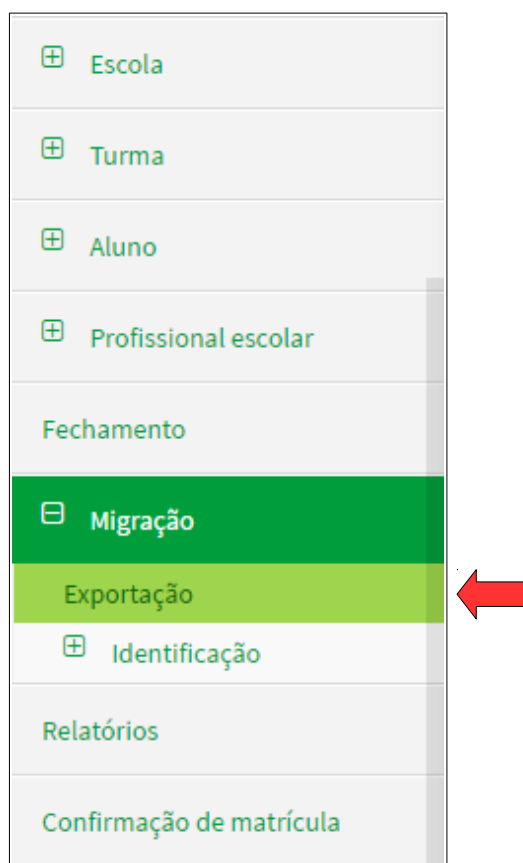 Escola
Turma
Aluno
Profissional escolar
Fechamento
Migração
Exportação
Identificação
Relatórios
Confirmação de matrícula